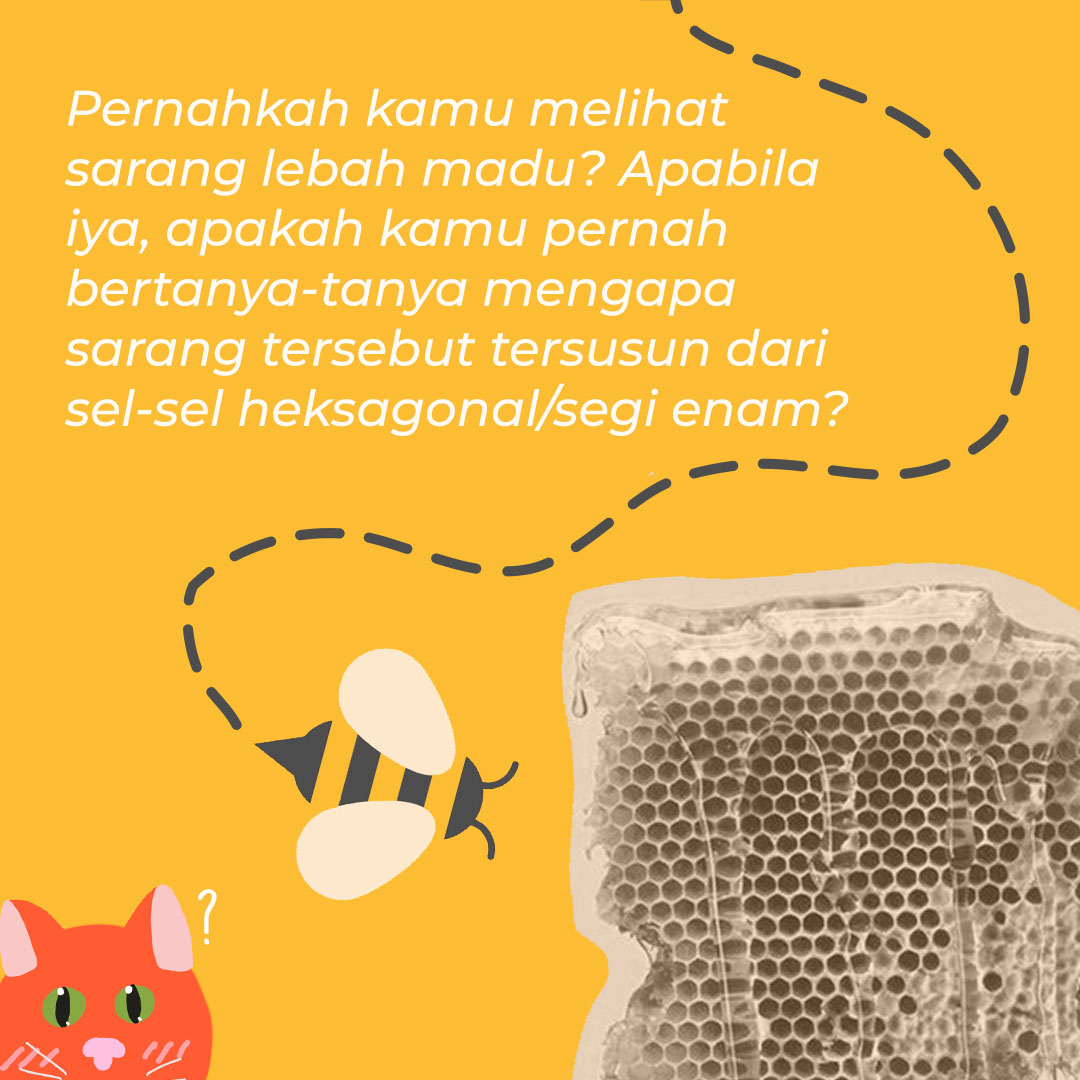 Pernahkah kamu melihat
sarang lebah madu? Apabila
iya, apakah kamu pernah
bertanya-tanya mengapa
sarang tersebut tersusun dari
sel-sel heksagonal/segi enam?
?